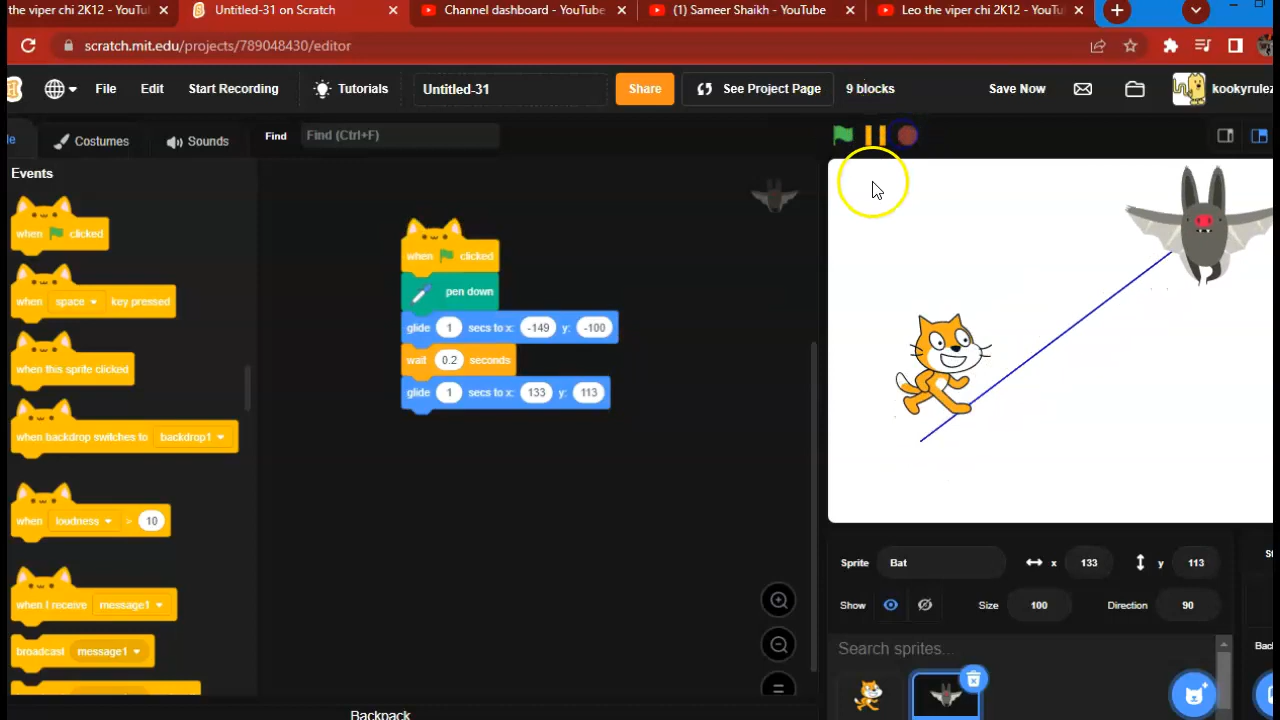 the viper chi 2K12 - YouTu
Untitled-31 on Scratch
Channel dashboard - YouTube
(1) Sameer Shaikh - YouTube
Leo the viper chi 2K12 - YouTu
scratch.mit.edu/projects/789048430/editor
File
Edit
Start Recording
Tutorials
Untitled-31
Share
See Project Page
9 blocks
Save Now
kookyrulez
Costumes
Sounds
Find
Find (Ctrl+F)
Events
when clicked
when space key pressed
when this sprite clicked
when backdrop switches to backdrop1
when loudness > 10
when I receive message1
broadcast message1
when clicked
pen down
glide 1 secs to x: -149 y: -100
wait 0.2 seconds
glide 1 secs to x: 133 y: 113
Sprite Bat x 133 y 113
Show Size 100 Direction 90
Search sprites...
Backpack